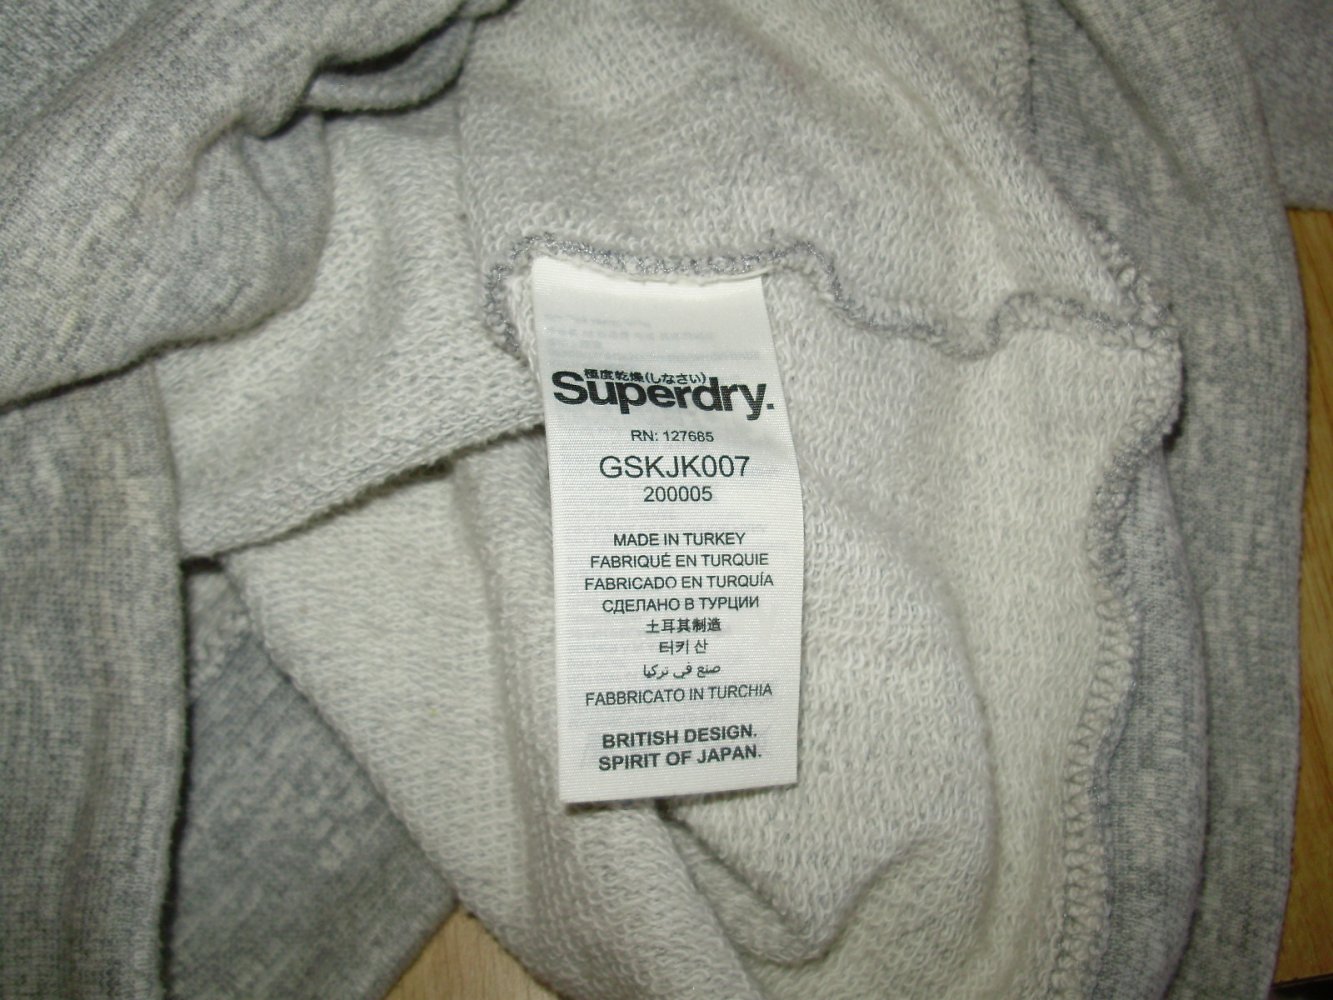 極度乾燥(しなさい)
Superdry.
RN: 127685
GSKJK007
200005
MADE IN TURKEY
FABRIQUÉ EN TURQUIE
FABRICADO EN TURQUÍA
СДЕЛАНО В ТУРЦИИ
土耳其制造
터키 산
صنع في تركيا
FABBRICATO IN TURCHIA
BRITISH DESIGN.
SPIRIT OF JAPAN.